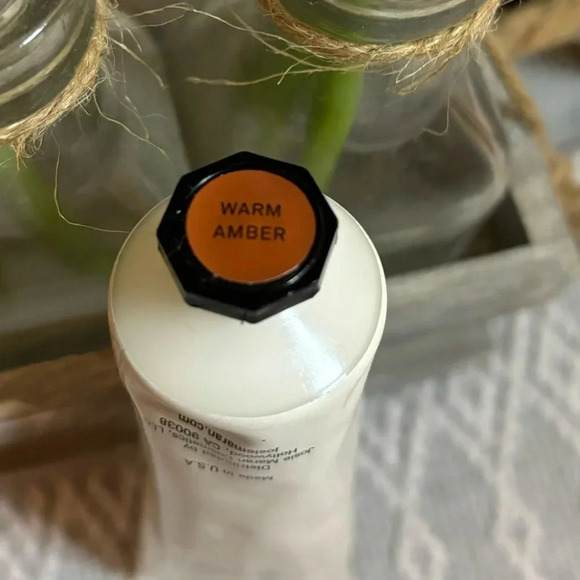 WARM
AMBER
Made in U.S.A
Distributed by
Josie Maran Cosmetics, LLC
Hollywood, CA 90038
josiemaran.com